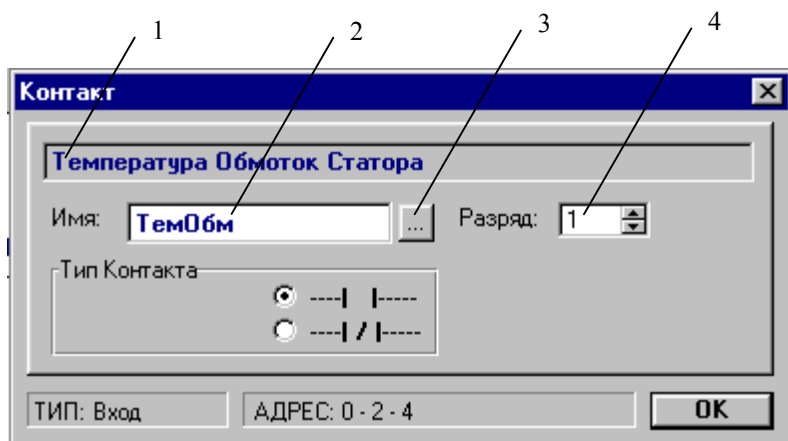 1 2 3 4
Контакт
Температура Обмоток Статора
Имя: ТемОбм ... Разряд: 1
Тип Контакта
----| |-----
----| / |-----
ТИП: Вход АДРЕС: 0 - 2 - 4 OK